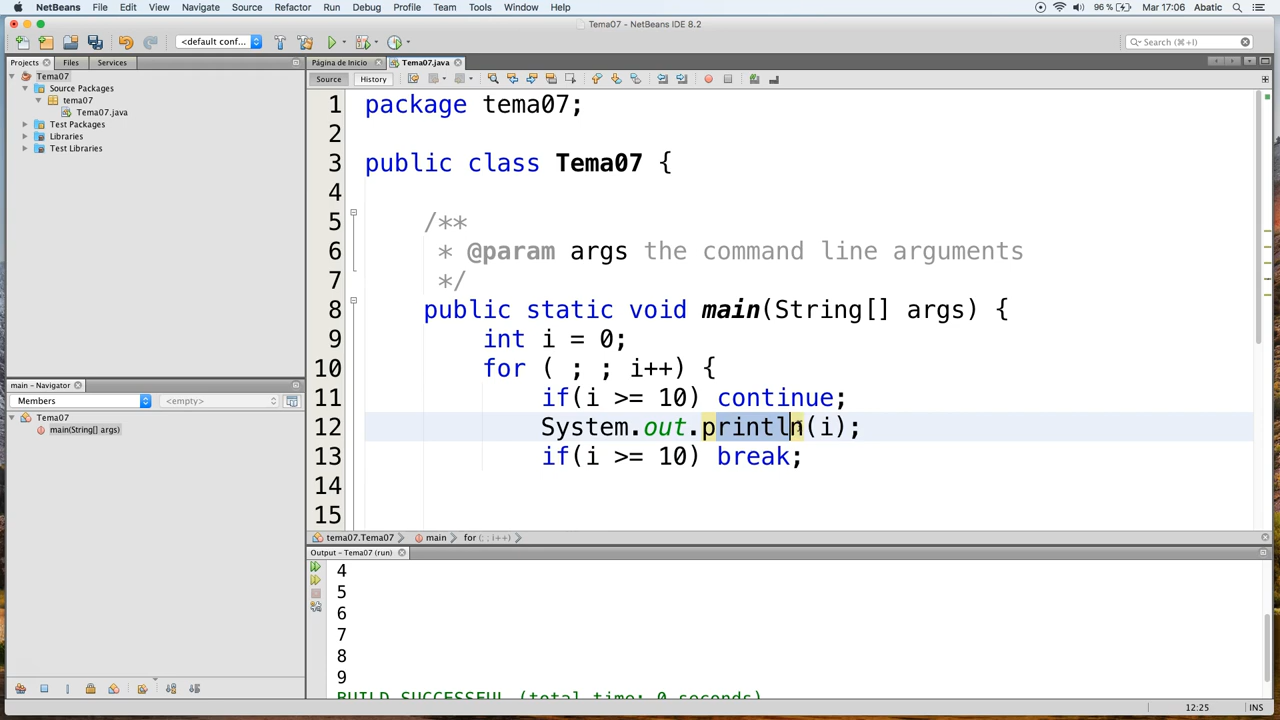 NetBeans File Edit View Navigate Source Refactor Run Debug Profile Team Tools Window Help 96 % Mar 17:06 Abatic
Tema07 - NetBeans IDE 8.2
<default conf... Search (⌘+I)
Projects Files Services Página de Inicio Tema07.java
Source History
Tema07
Source Packages
tema07
Tema07.java
Test Packages
Libraries
Test Libraries
1 package tema07;
2
3 public class Tema07 {
4
5 /**
6 * @param args the command line arguments
7 */
8 public static void main(String[] args) {
9 int i = 0;
10 for ( ; ; i++) {
11 if(i >= 10) continue;
12 System.out.println(i);
13 if(i >= 10) break;
14
15
main - Navigator
Members <empty>
Tema07
main(String[] args)
tema07.Tema07 main for (; ; i++)
Output - Tema07 (run)
4
5
6
7
8
9
BUILD SUCCESSFUL (total time: 0 seconds)
12:25 INS